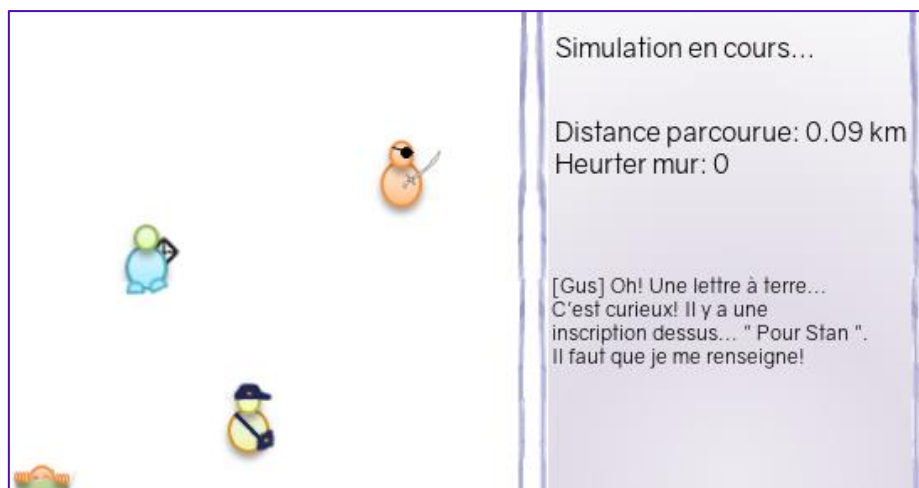 Simulation en cours...
Distance parcourue: 0.09 km
Heurter mur: 0
[Gus] Oh! Une lettre à terre...
C'est curieux! Il y a une
inscription dessus... " Pour Stan ".
Il faut que je me renseigne!